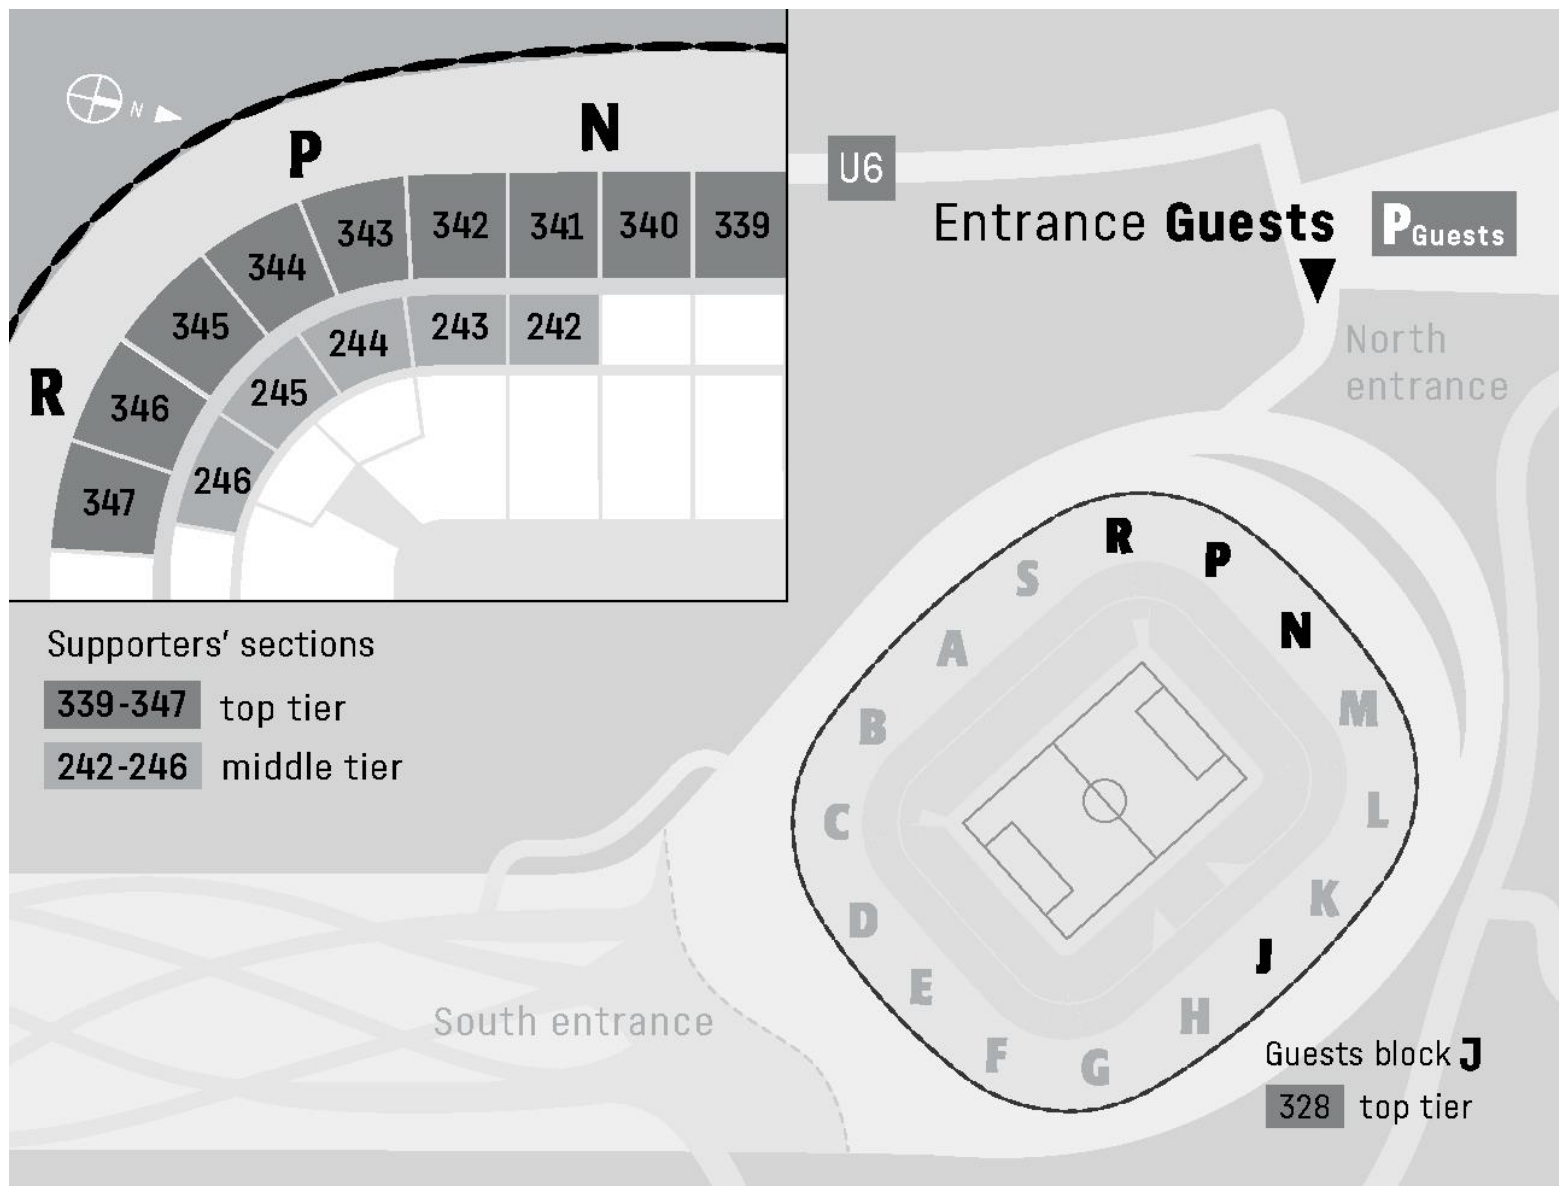 N
P
N
R
343
342
341
340
339
344
345
346
347
244
243
242
245
246
Supporters' sections
339-347 top tier
242-246 middle tier
U6
Entrance Guests
P Guests
North
entrance
R
P
S
N
A
M
B
L
C
K
D
J
E
H
F
G
South entrance
Guests block J
328 top tier